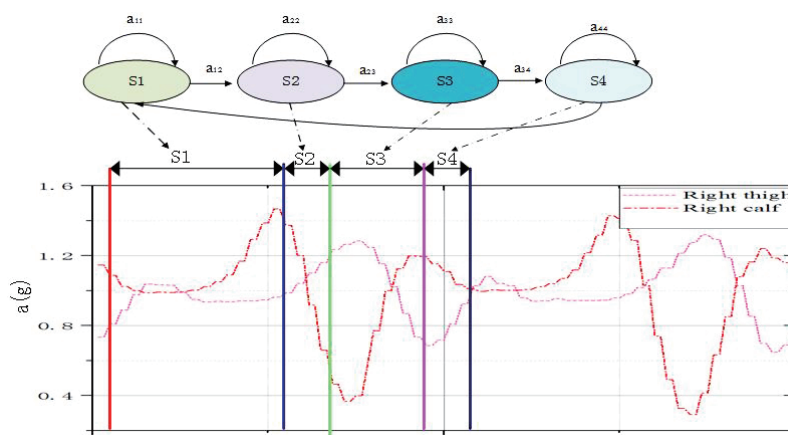 a11 a22 a33 a44
S1 a12 S2 a23 S3 a34 S4
S1 S2 S3 S4
1.6
Right thigh
Right calf
1.2
a(g)
0.8
0.4